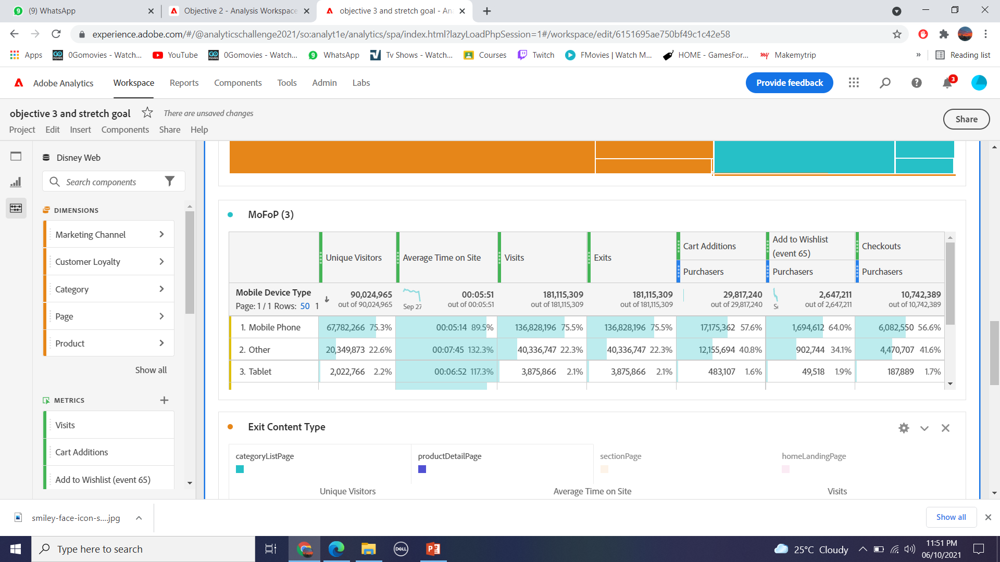 (9) WhatsApp
Objective 2 - Analysis Workspace
objective 3 and stretch goal - An
experience.adobe.com/#/@analyticschallenge2021/so:analyt1e/analytics/spa/index.html?lazyLoadPhpSession=1#/workspace/edit/6151695ae750bf49c1c42e58
Apps
0Gomovies - Watch...
YouTube
0Gomovies - Watch...
WhatsApp
Tv Shows - Watch...
Courses
Twitch
FMovies | Watch M...
HOME - GamesFor...
Makemytrip
»
Reading list
Adobe Analytics
Workspace
Reports
Components
Tools
Admin
Labs
Provide feedback
3
objective 3 and stretch goal
There are unsaved changes
Project
Edit
Insert
Components
Share
Help
Share
Disney Web
Search components
DIMENSIONS
Marketing Channel
Customer Loyalty
Category
Page
Product
Show all
METRICS
Visits
Cart Additions
Add to Wishlist (event 65)
MoFoP (3)
Unique Visitors
Average Time on Site
Visits
Exits
Cart Additions
Purchasers
Add to Wishlist
(event 65)
Purchasers
Checkouts
Purchasers
Mobile Device Type
Page: 1 / 1 Rows: 50 1
90,024,965
out of 90,024,965
Sep 27
00:05:51
out of 00:05:51
181,115,309
out of 181,115,309
181,115,309
out of 181,115,309
29,817,240
out of 29,817,240
Se
2,647,211
out of 2,647,211
10,742,389
out of 10,742,389
1. Mobile Phone 67,782,266 75.3% 00:05:14 89.5% 136,828,196 75.5% 136,828,196 75.5% 17,175,362 57.6% 1,694,612 64.0% 6,082,550 56.6%
2. Other 20,349,873 22.6% 00:07:45 132.3% 40,336,747 22.3% 40,336,747 22.3% 12,155,694 40.8% 902,744 34.1% 4,470,707 41.6%
3. Tablet 2,022,766 2.2% 00:06:52 117.3% 3,875,866 2.1% 3,875,866 2.1% 483,107 1.6% 49,518 1.9% 187,889 1.7%
Exit Content Type
categoryListPage
productDetailPage
sectionPage
homeLandingPage
Unique Visitors
Average Time on Site
Visits
smiley-face-icon-s....jpg
Show all
Type here to search
DELL
25°C Cloudy
11:51 PM
06/10/2021